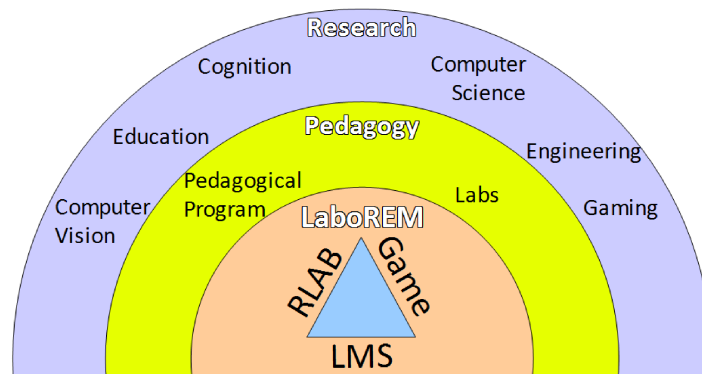 Research
Cognition
Computer
Science
Education
Engineering
Computer
Vision
Gaming
Pedagogy
Pedagogical
Program
Labs
LaboREM
RLAB
Game
LMS